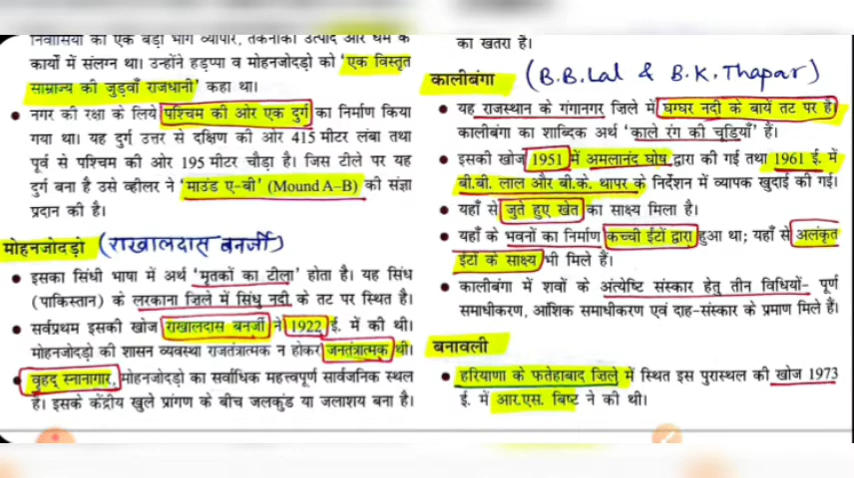 निवासियों का एक बड़ा भाग व्यापार, तकनीकी उत्पाद और धर्म के
कार्यों में संलग्न था। उन्होंने हड़प्पा व मोहनजोदड़ो को 'एक विस्तृत
साम्राज्य की जुड़वाँ राजधानी' कहा था।
• नगर की रक्षा के लिये पश्चिम की ओर एक दुर्ग का निर्माण किया
गया था। यह दुर्ग उत्तर से दक्षिण की ओर 415 मीटर लंबा तथा
पूर्व से पश्चिम की ओर 195 मीटर चौड़ा है। जिस टीले पर यह
दुर्ग बना है उसे व्हीलर ने 'माउंड ए-बी' (Mound A-B) की संज्ञा
प्रदान की है।
मोहनजोदड़ो (राखालदास बनर्जी)
• इसका सिंधी भाषा में अर्थ 'मृतकों का टीला' होता है। यह सिंध
(पाकिस्तान) के लरकाना जिले में सिंधु नदी के तट पर स्थित है।
• सर्वप्रथम इसकी खोज राखालदास बनर्जी ने 1922 ई. में की थी।
मोहनजोदड़ो की शासन व्यवस्था राजतंत्रात्मक न होकर जनतंत्रात्मक थी।
• वृहद् स्नानागार, मोहनजोदड़ो का सर्वाधिक महत्त्वपूर्ण सार्वजनिक स्थल
है। इसके केंद्रीय खुले प्रांगण के बीच जलकुंड या जलाशय बना है।
का खतरा है।
कालीबंगा (B.B.Lal & B.K.Thapar)
• यह राजस्थान के गंगानगर ज़िले में घग्घर नदी के बायें तट पर है।
कालीबंगा का शाब्दिक अर्थ 'काले रंग की चूड़ियाँ' हैं।
• इसकी खोज 1951 में अमलानंद घोष द्वारा की गई तथा 1961 ई. में
बी.बी. लाल और बी.के. थापर के निर्देशन में व्यापक खुदाई की गई।
• यहाँ से जुते हुए खेत का साक्ष्य मिला है।
• यहाँ के भवनों का निर्माण कच्ची ईंटों द्वारा हुआ था; यहाँ से अलंकृत
ईंटों के साक्ष्य भी मिले हैं।
• कालीबंगा में शवों के अंत्येष्टि संस्कार हेतु तीन विधियों- पूर्ण
समाधीकरण, आंशिक समाधीकरण एवं दाह-संस्कार के प्रमाण मिले हैं।
बनावली
• हरियाणा के फतेहाबाद ज़िले में स्थित इस पुरास्थल की खोज 1973
ई. में आर.एस. बिष्ट ने की थी।